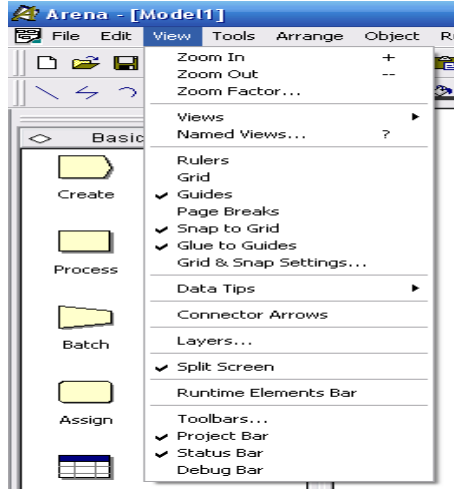 Arena - [Model1]
File Edit View Tools Arrange Object
Zoom In +
Zoom Out --
Zoom Factor...
Views
Named Views... ?
Basic
Rulers
Grid
Create
Guides
Page Breaks
Snap to Grid
Glue to Guides
Grid & Snap Settings...
Process
Data Tips
Connector Arrows
Layers...
Batch
Split Screen
Runtime Elements Bar
Toolbars...
Assign
Project Bar
Status Bar
Debug Bar